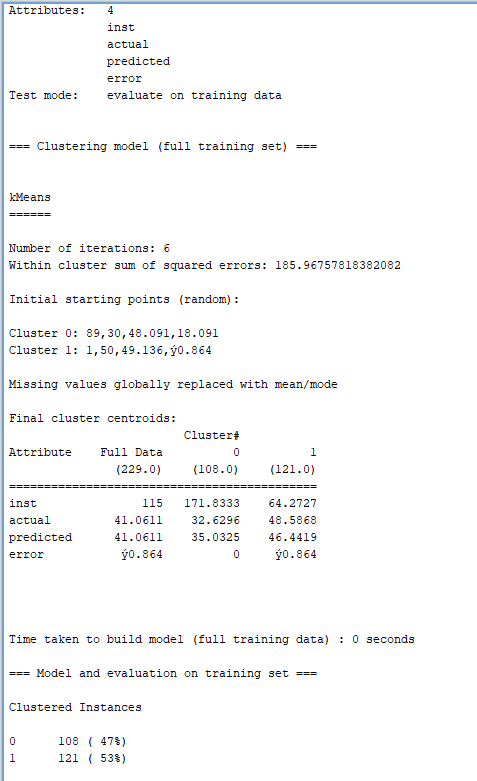 Attributes:   4
              inst
              actual
              predicted
              error
Test mode:    evaluate on training data
=== Clustering model (full training set) ===
kMeans
======
Number of iterations: 6
Within cluster sum of squared errors: 185.96757818382082
Initial starting points (random):
Cluster 0: 89,30,48.091,18.091
Cluster 1: 1,50,49.136,ý0.864
Missing values globally replaced with mean/mode
Final cluster centroids:
                          Cluster#
Attribute    Full Data          0          1
               (229.0)    (108.0)    (121.0)
==============================================
inst               115   171.8333    64.2727
actual         41.0611    32.6296    48.5868
predicted      41.0611    35.0325    46.4419
error           ý0.864          0     ý0.864
Time taken to build model (full training data) : 0 seconds
=== Model and evaluation on training set ===
Clustered Instances
0      108 ( 47%)
1      121 ( 53%)